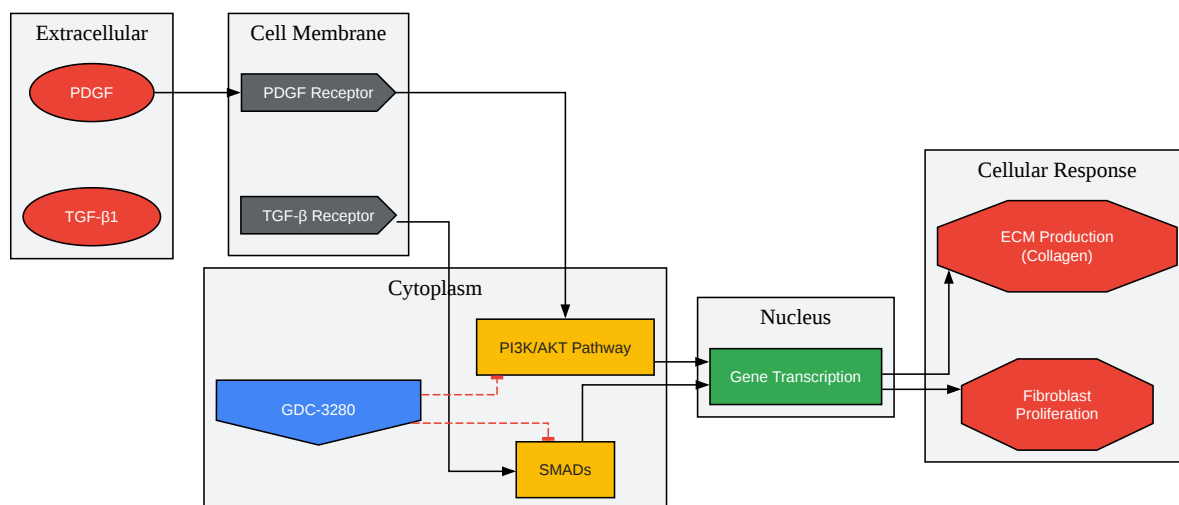 Extracellular
PDGF
TGF-β1
Cell Membrane
PDGF Receptor
TGF-β Receptor
Cytoplasm
PI3K/AKT Pathway
GDC-3280
SMADs
Nucleus
Gene Transcription
Cellular Response
ECM Production
(Collagen)
Fibroblast
Proliferation